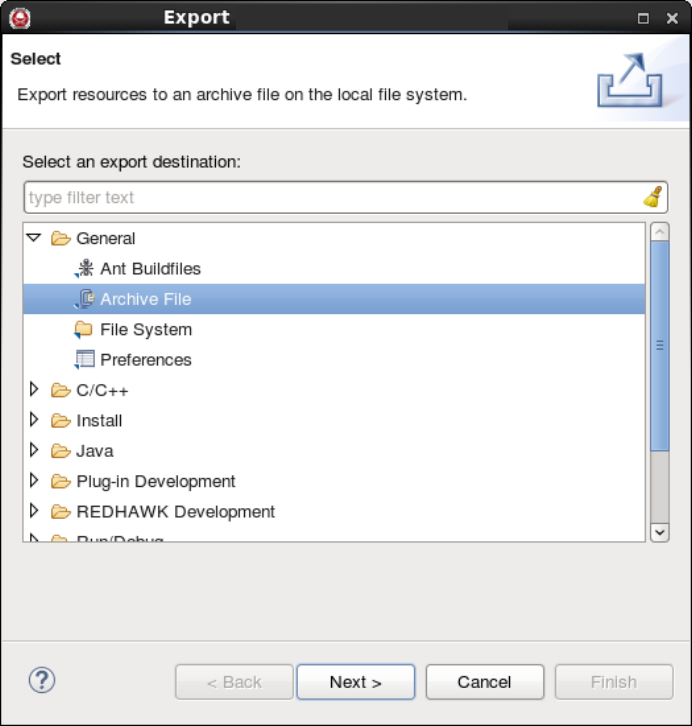 Export
Select
Export resources to an archive file on the local file system.
Select an export destination:
type filter text
General
Ant Buildfiles
Archive File
File System
Preferences
C/C++
Install
Java
Plug-in Development
REDHAWK Development
Run/Debug
< Back
Next >
Cancel
Finish